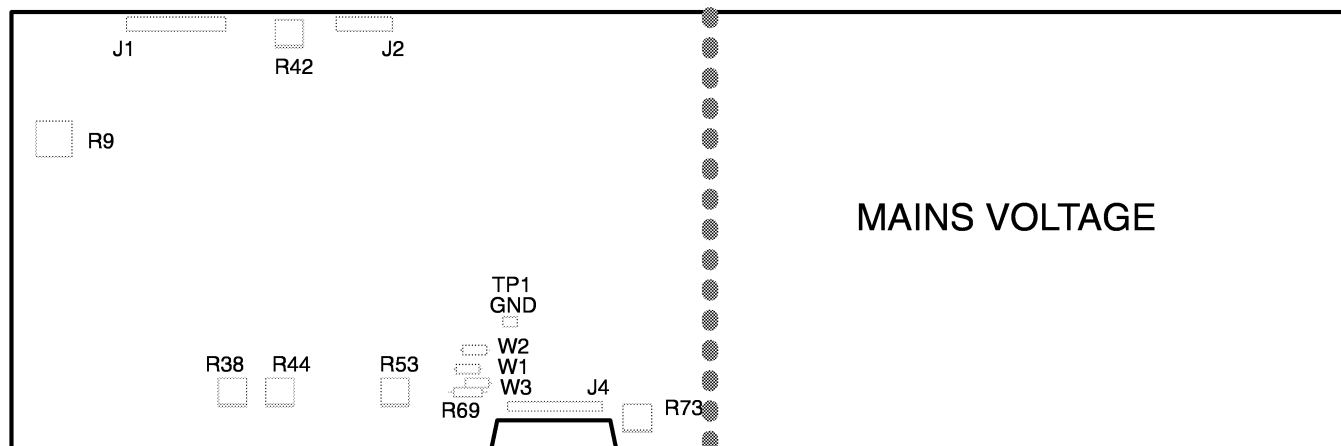 J1
R42
J2
R9
MAINS VOLTAGE
TP1
GND
W2
R38
R44
R53
W1
W3
J4
R69
R73